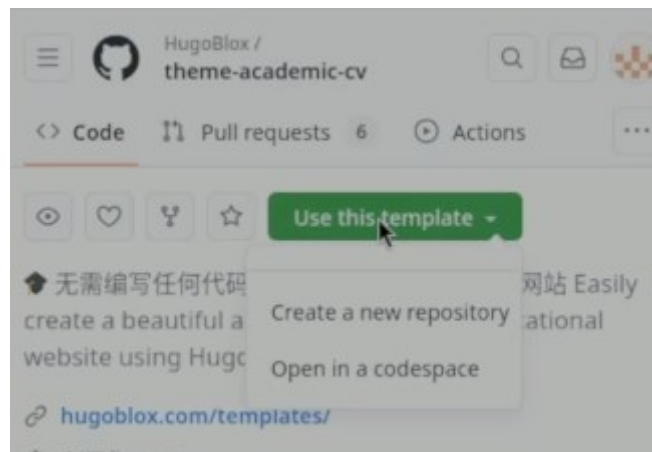 HugoBlox /
theme-academic-cv
Code Pull requests 6 Actions
Use this template
🎓 无需编写任何代码 网站 Easily
create a beautiful a ational
website using Hugo
Create a new repository
Open in a codespace
hugoblox.com/templates/